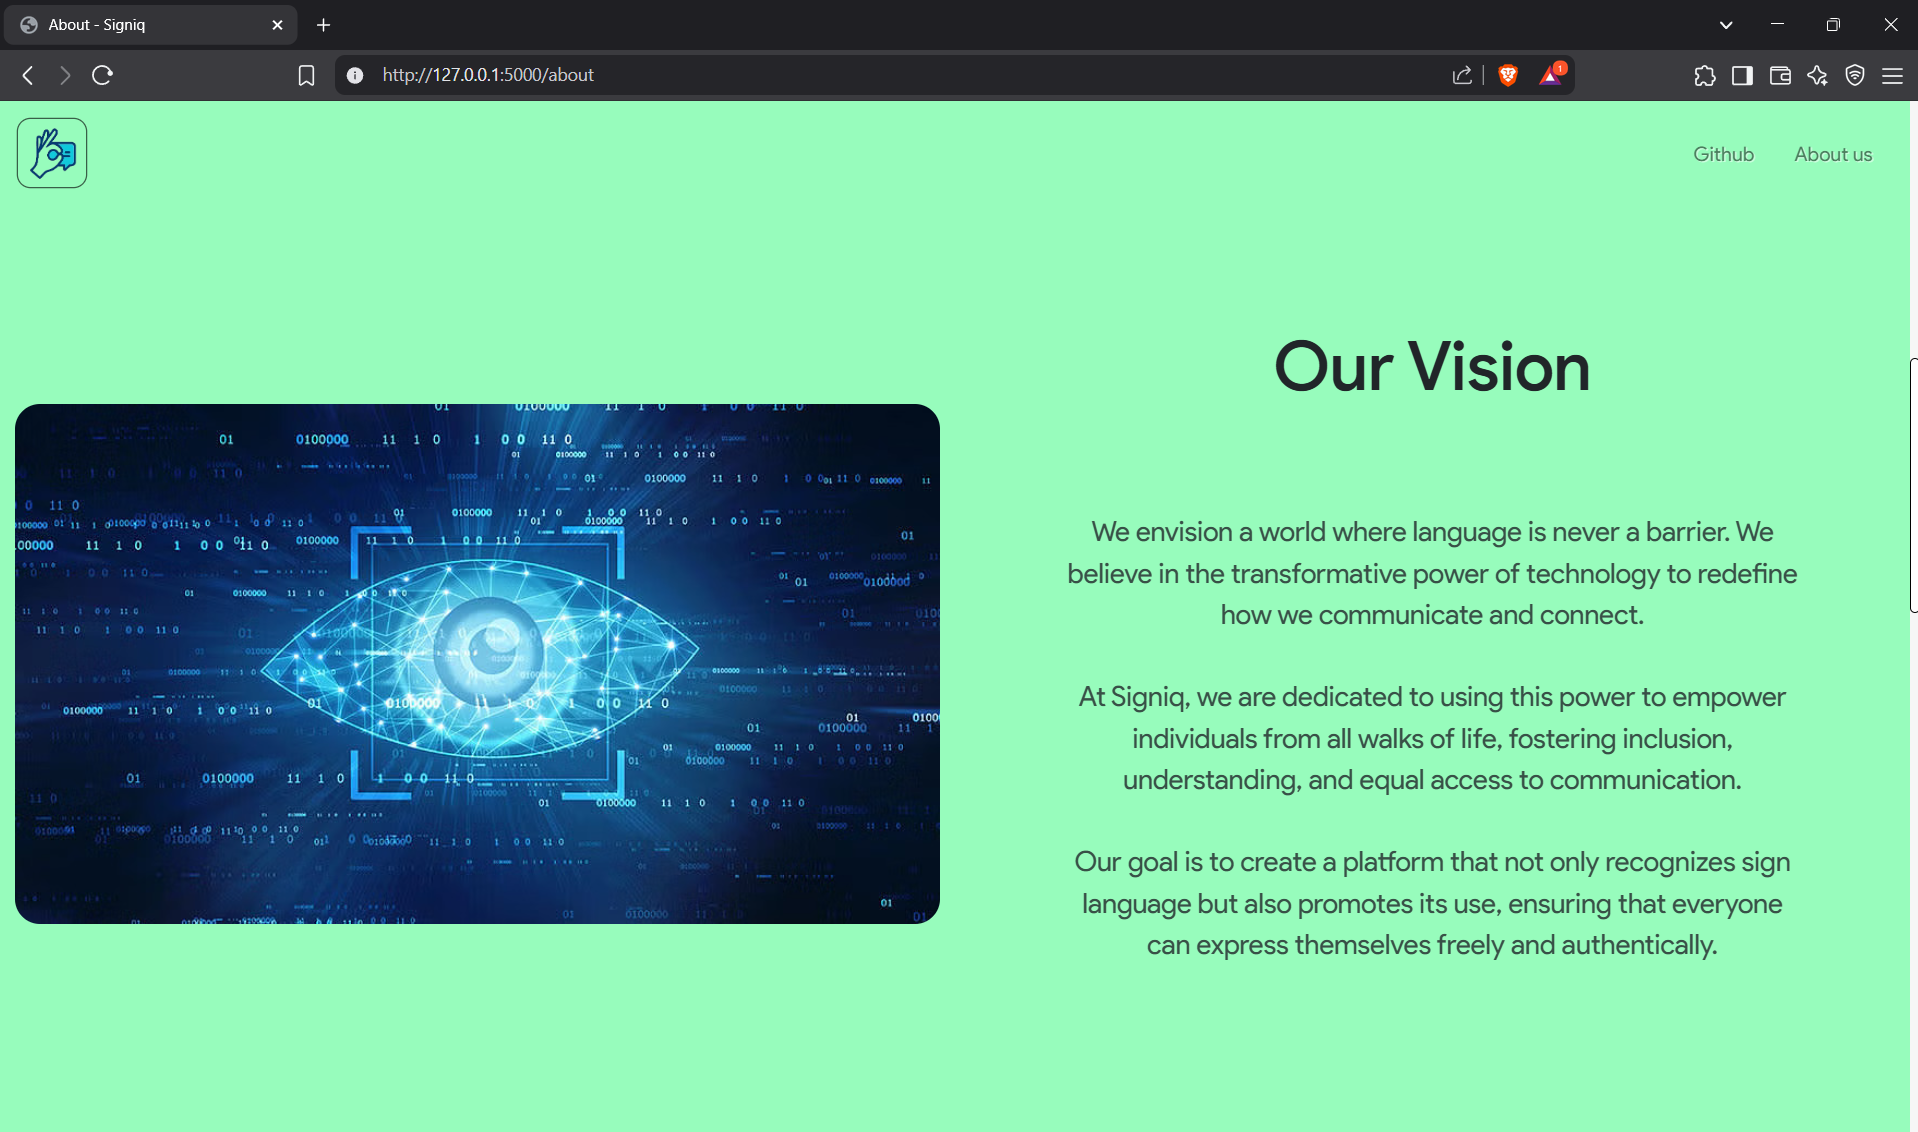 About - Signiq
http://127.0.0.1:5000/about
1
Github
About us
Our Vision
We envision a world where language is never a barrier. We
believe in the transformative power of technology to redefine
how we communicate and connect.
At Signiq, we are dedicated to using this power to empower
individuals from all walks of life, fostering inclusion,
understanding, and equal access to communication.
Our goal is to create a platform that not only recognizes sign
language but also promotes its use, ensuring that everyone
can express themselves freely and authentically.